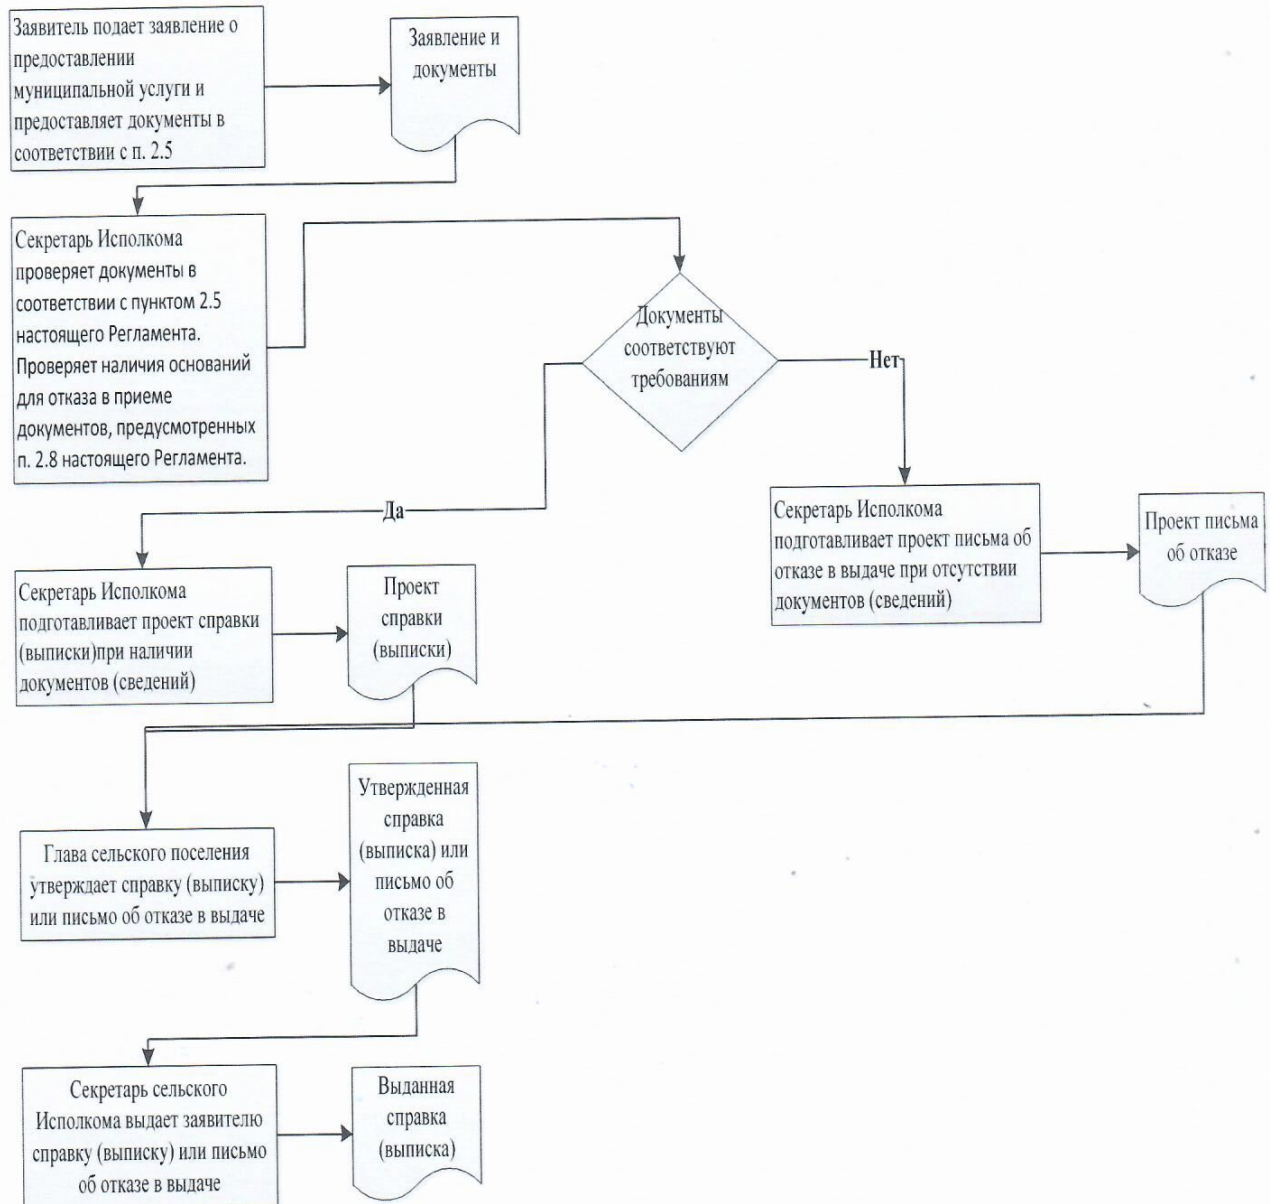 Заявитель подает заявление о
предоставлении
муниципальной услуги и
предоставляет документы в
соответствии с п. 2.5
Заявление и
документы
Секретарь Исполкома
проверяет документы в
соответствии с пунктом 2.5
настоящего Регламента.
Проверяет наличия оснований
для отказа в приеме
документов, предусмотренных
п. 2.8 настоящего Регламента.
Документы
соответствуют
требованиям
Нет
Да
Секретарь Исполкома
подготавливает проект письма об
отказе в выдаче при отсутствии
документов (сведений)
Проект письма
об отказе
Секретарь Исполкома
подготавливает проект справки
(выписки)при наличии
документов (сведений)
Проект
справки
(выписки)
Глава сельского поселения
утверждает справку (выписку)
или письмо об отказе в выдаче
Утвержденная
справка
(выписка) или
письмо об
отказе в
выдаче
Секретарь сельского
Исполкома выдает заявителю
справку (выписку) или письмо
об отказе в выдаче
Выданная
справка
(выписка)